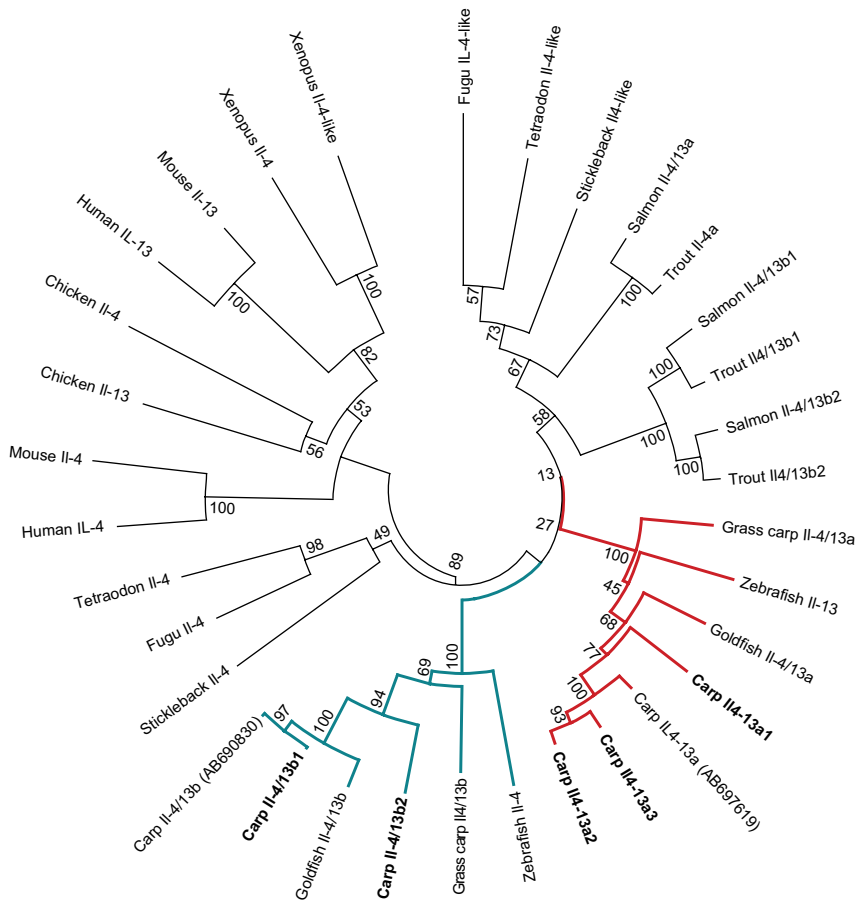 Fugu IL-4-like
Tetraodon Il-4-like
Stickleback Il4-like
Salmon Il-4/13a
Trout Il-4a
Salmon Il-4/13b1
Trout Il4/13b1
Salmon Il-4/13b2
Trout Il4/13b2
Grass carp Il-4/13a
Zebrafish Il-13
Goldfish Il-4/13a
Carp Il4-13a1
Carp IL4-13a (AB697619)
Carp Il4-13a3
Carp Il4-13a2
Zebrafish Il-4
Grass carp Il4/13b
Carp Il-4/13b2
Goldfish Il-4/13b
Carp Il-4/13b1
Carp Il-4/13b (AB690830)
Stickleback Il-4
Fugu Il-4
Tetraodon Il-4
Human IL-4
Mouse Il-4
Chicken Il-13
Chicken Il-4
Human IL-13
Mouse Il-13
Xenopus Il-4
Xenopus Il-4-like
57
73
67
100
58
100
100
100
13
27
100
45
68
77
100
93
100
69
94
100
97
89
49
98
100
56
53
82
100
100